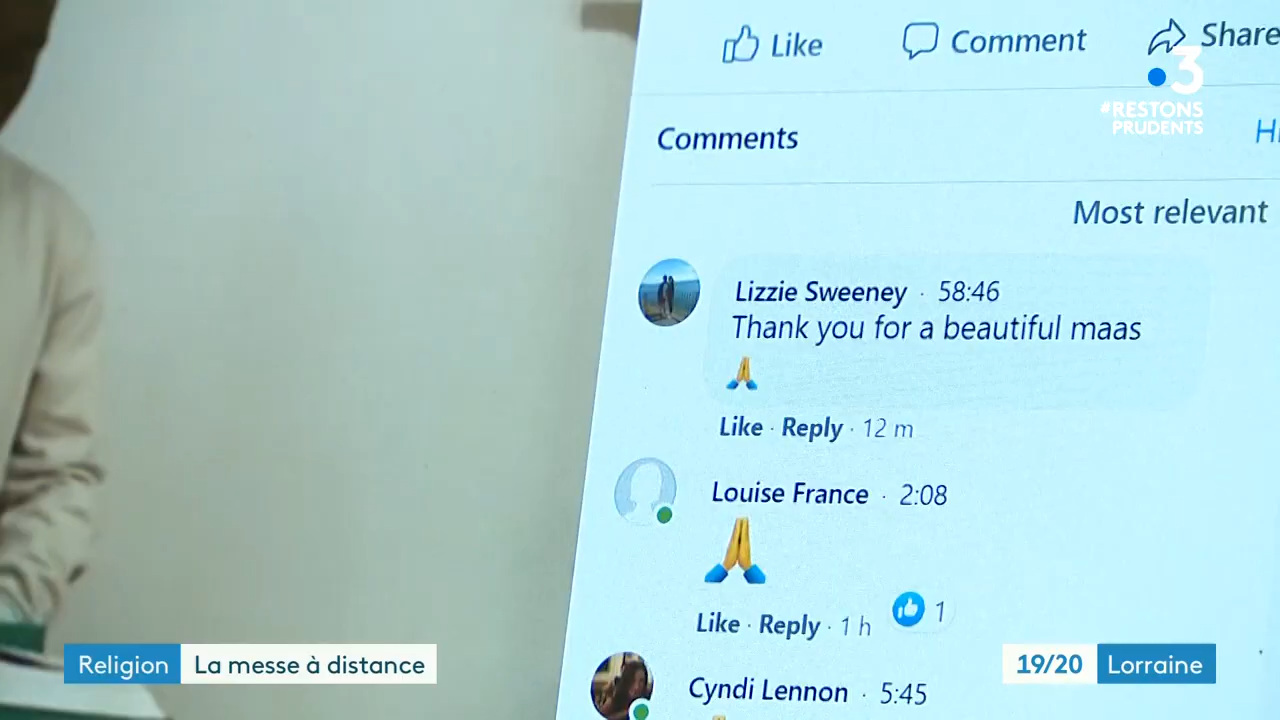 Like Comment Share
3
#RESTONS
PRUDENTS
Comments
Most relevant
Lizzie Sweeney · 58:46
Thank you for a beautiful maas
🙏
Like · Reply · 12 m
Louise France · 2:08
🙏
Like · Reply · 1 h 1
Cyndi Lennon · 5:45
Religion La messe à distance
19/20 Lorraine